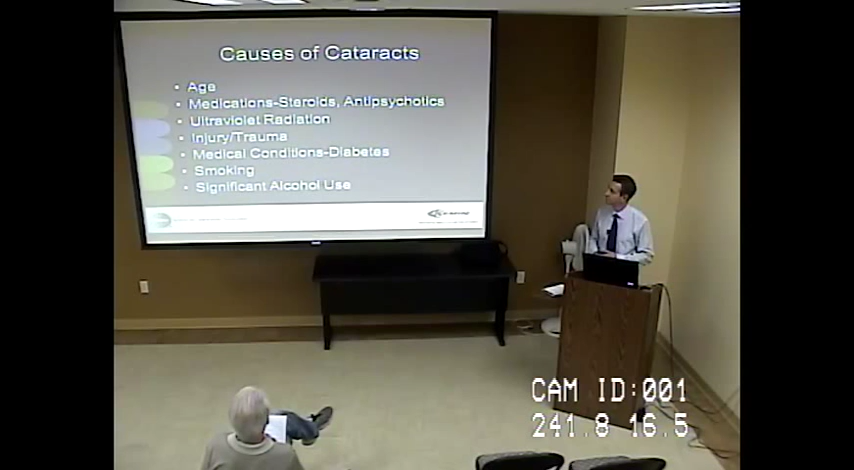 Causes of Cataracts
• Age
• Medications-Steroids, Antipsychotics
• Ultraviolet Radiation
• Injury/Trauma
• Medical Conditions-Diabetes
• Smoking
• Significant Alcohol Use
CAM ID:001
241.8 16.5